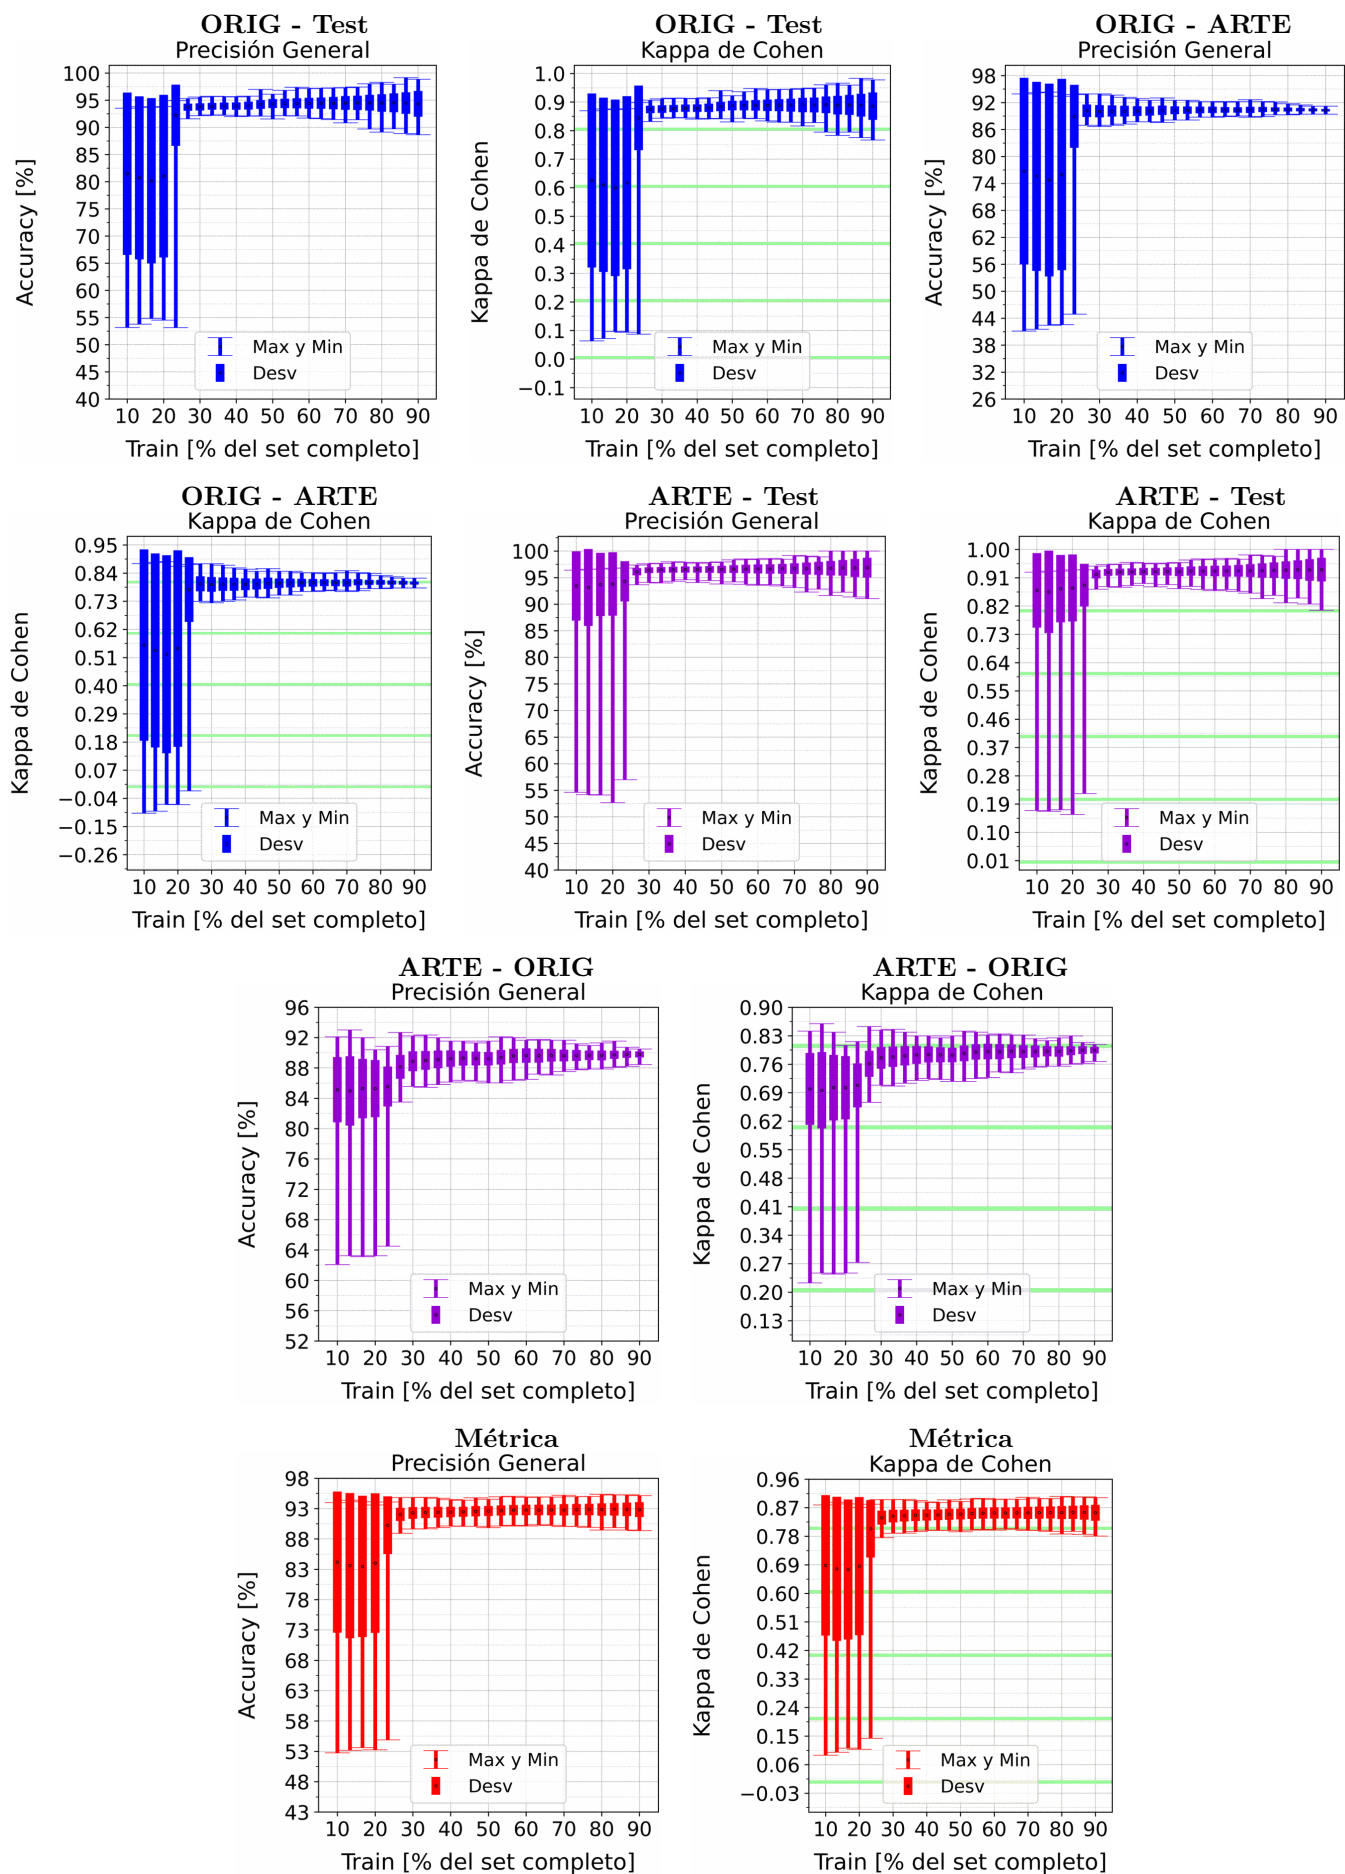 ORIG - Test
Precisión General
Accuracy [%]
100
95
90
85
80
75
70
65
60
55
50
45
40
Max y Min
Desv
10 20 30 40 50 60 70 80 90
Train [% del set completo]
ORIG - Test
Kappa de Cohen
Kappa de Cohen
1.0
0.9
0.8
0.7
0.6
0.5
0.4
0.3
0.2
0.1
0.0
−0.1
Max y Min
Desv
10 20 30 40 50 60 70 80 90
Train [% del set completo]
ORIG - ARTE
Precisión General
Accuracy [%]
98
92
86
80
74
68
62
56
50
44
38
32
26
Max y Min
Desv
10 20 30 40 50 60 70 80 90
Train [% del set completo]
ORIG - ARTE
Kappa de Cohen
Kappa de Cohen
0.95
0.84
0.73
0.62
0.51
0.40
0.29
0.18
0.07
−0.04
−0.15
−0.26
Max y Min
Desv
10 20 30 40 50 60 70 80 90
Train [% del set completo]
ARTE - Test
Precisión General
Accuracy [%]
100
95
90
85
80
75
70
65
60
55
50
45
40
Max y Min
Desv
10 20 30 40 50 60 70 80 90
Train [% del set completo]
ARTE - Test
Kappa de Cohen
Kappa de Cohen
1.00
0.91
0.82
0.73
0.64
0.55
0.46
0.37
0.28
0.19
0.10
0.01
Max y Min
Desv
10 20 30 40 50 60 70 80 90
Train [% del set completo]
ARTE - ORIG
Precisión General
Accuracy [%]
96
92
88
84
80
76
72
68
64
60
56
52
Max y Min
Desv
10 20 30 40 50 60 70 80 90
Train [% del set completo]
ARTE - ORIG
Kappa de Cohen
Kappa de Cohen
0.90
0.83
0.76
0.69
0.62
0.55
0.48
0.41
0.34
0.27
0.20
0.13
Max y Min
Desv
10 20 30 40 50 60 70 80 90
Train [% del set completo]
Métrica
Precisión General
Accuracy [%]
98
93
88
83
78
73
68
63
58
53
48
43
Max y Min
Desv
10 20 30 40 50 60 70 80 90
Train [% del set completo]
Métrica
Kappa de Cohen
Kappa de Cohen
0.96
0.87
0.78
0.69
0.60
0.51
0.42
0.33
0.24
0.15
0.06
−0.03
Max y Min
Desv
10 20 30 40 50 60 70 80 90
Train [% del set completo]